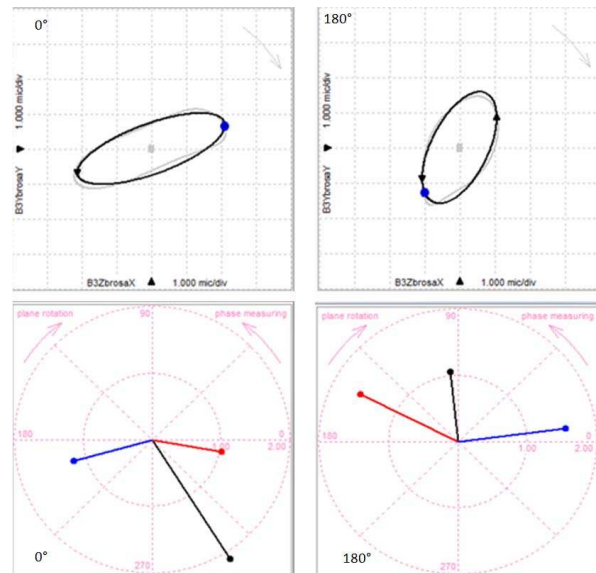 0°
1.000 mic/div
B3YbrosaY
B3ZbrosaX 1.000 mic/div
180°
1.000 mic/div
B3YbrosaY
B3ZbrosaX 1.000 mic/div
plane rotation
90
phase measuring
180
0
1.00
2.00
270
0°
plane rotation
90
phase measuring
180
0
1.00
2.00
270
180°